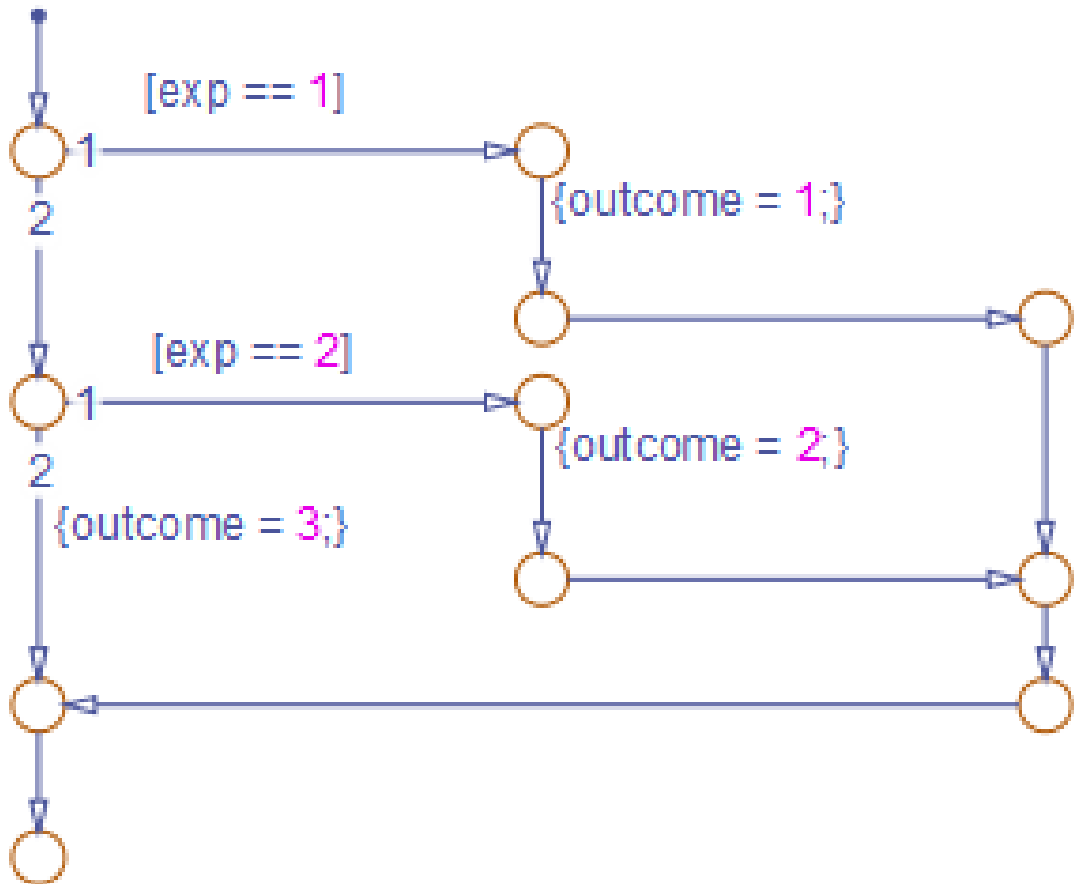 [exp == 1]
1
{outcome = 1;}
2
[exp == 2]
1
{outcome = 2;}
2
{outcome = 3;}